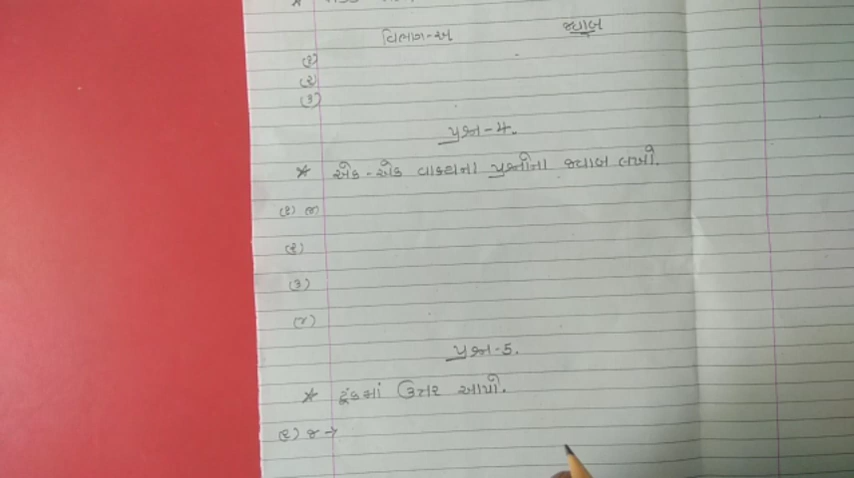 વિભાગ-અ જવાબ
(૧)
(૨)
(૩)
પ્રશ્ન-4.
* એક-એક વાક્યના પ્રશ્નોના જવાબ લખો.
(૧) જ
(૨)
(૩)
(૪)
પ્રશ્ન-5.
* ટૂંકમાં ઉત્તર આપો.
(૧) જ →